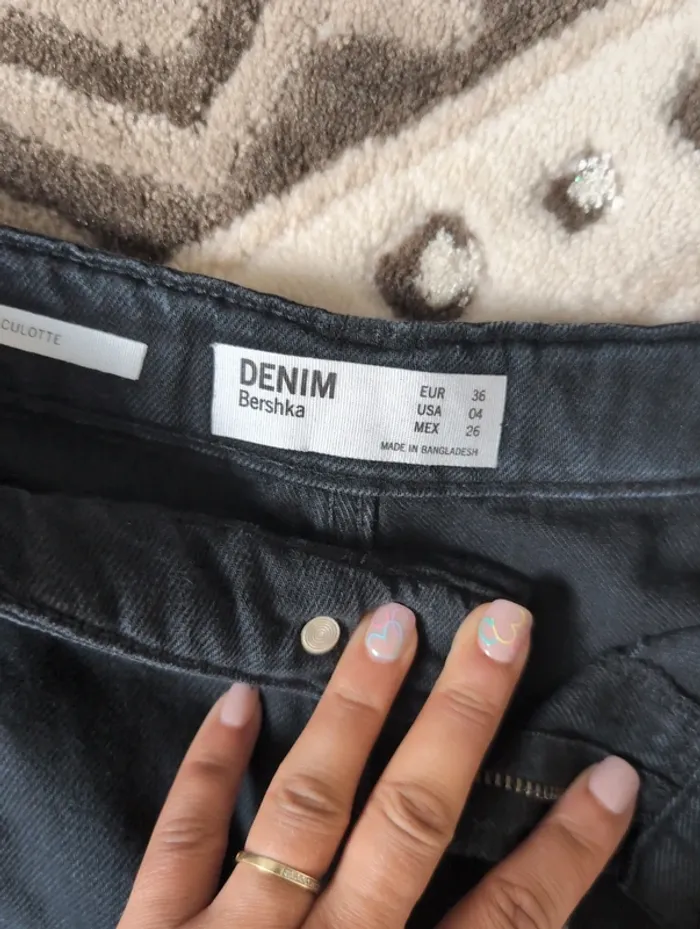 CULOTTE
DENIM
Bershka
EUR 36
USA 04
MEX 26
MADE IN BANGLADESH